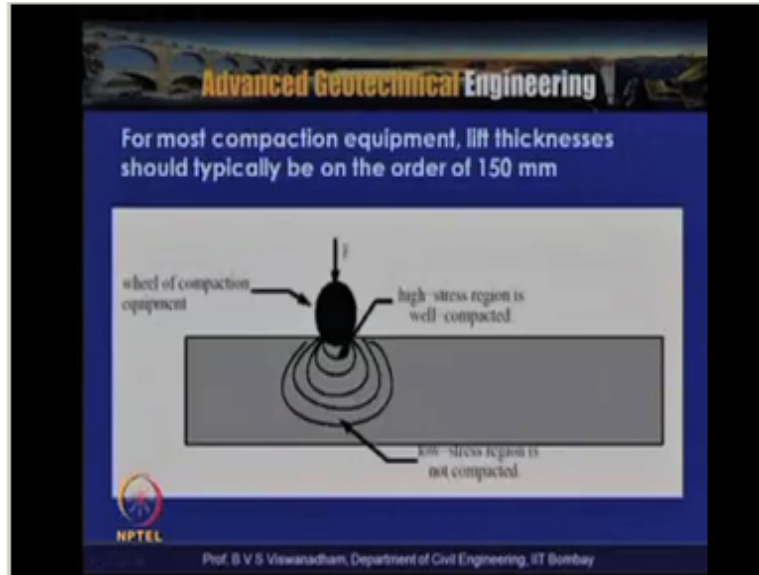 Advanced Geotechnical Engineering
For most compaction equipment, lift thicknesses
should typically be on the order of 150 mm
wheel of compaction
equipment
high-stress region is
well-compacted.
low-stress region is
not compacted.
NPTEL
Prof. B V S Viswanadham, Department of Civil Engineering, IIT Bombay